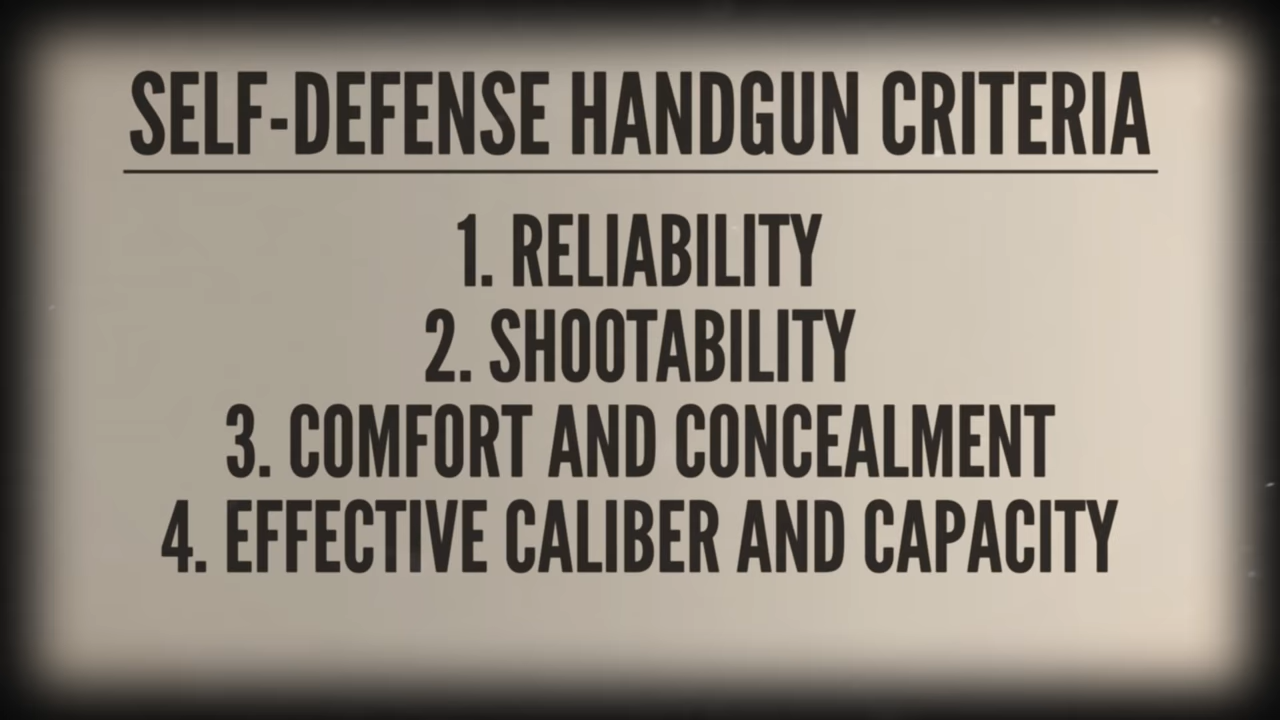 SELF-DEFENSE HANDGUN CRITERIA
1. RELIABILITY
2. SHOOTABILITY
3. COMFORT AND CONCEALMENT
4. EFFECTIVE CALIBER AND CAPACITY